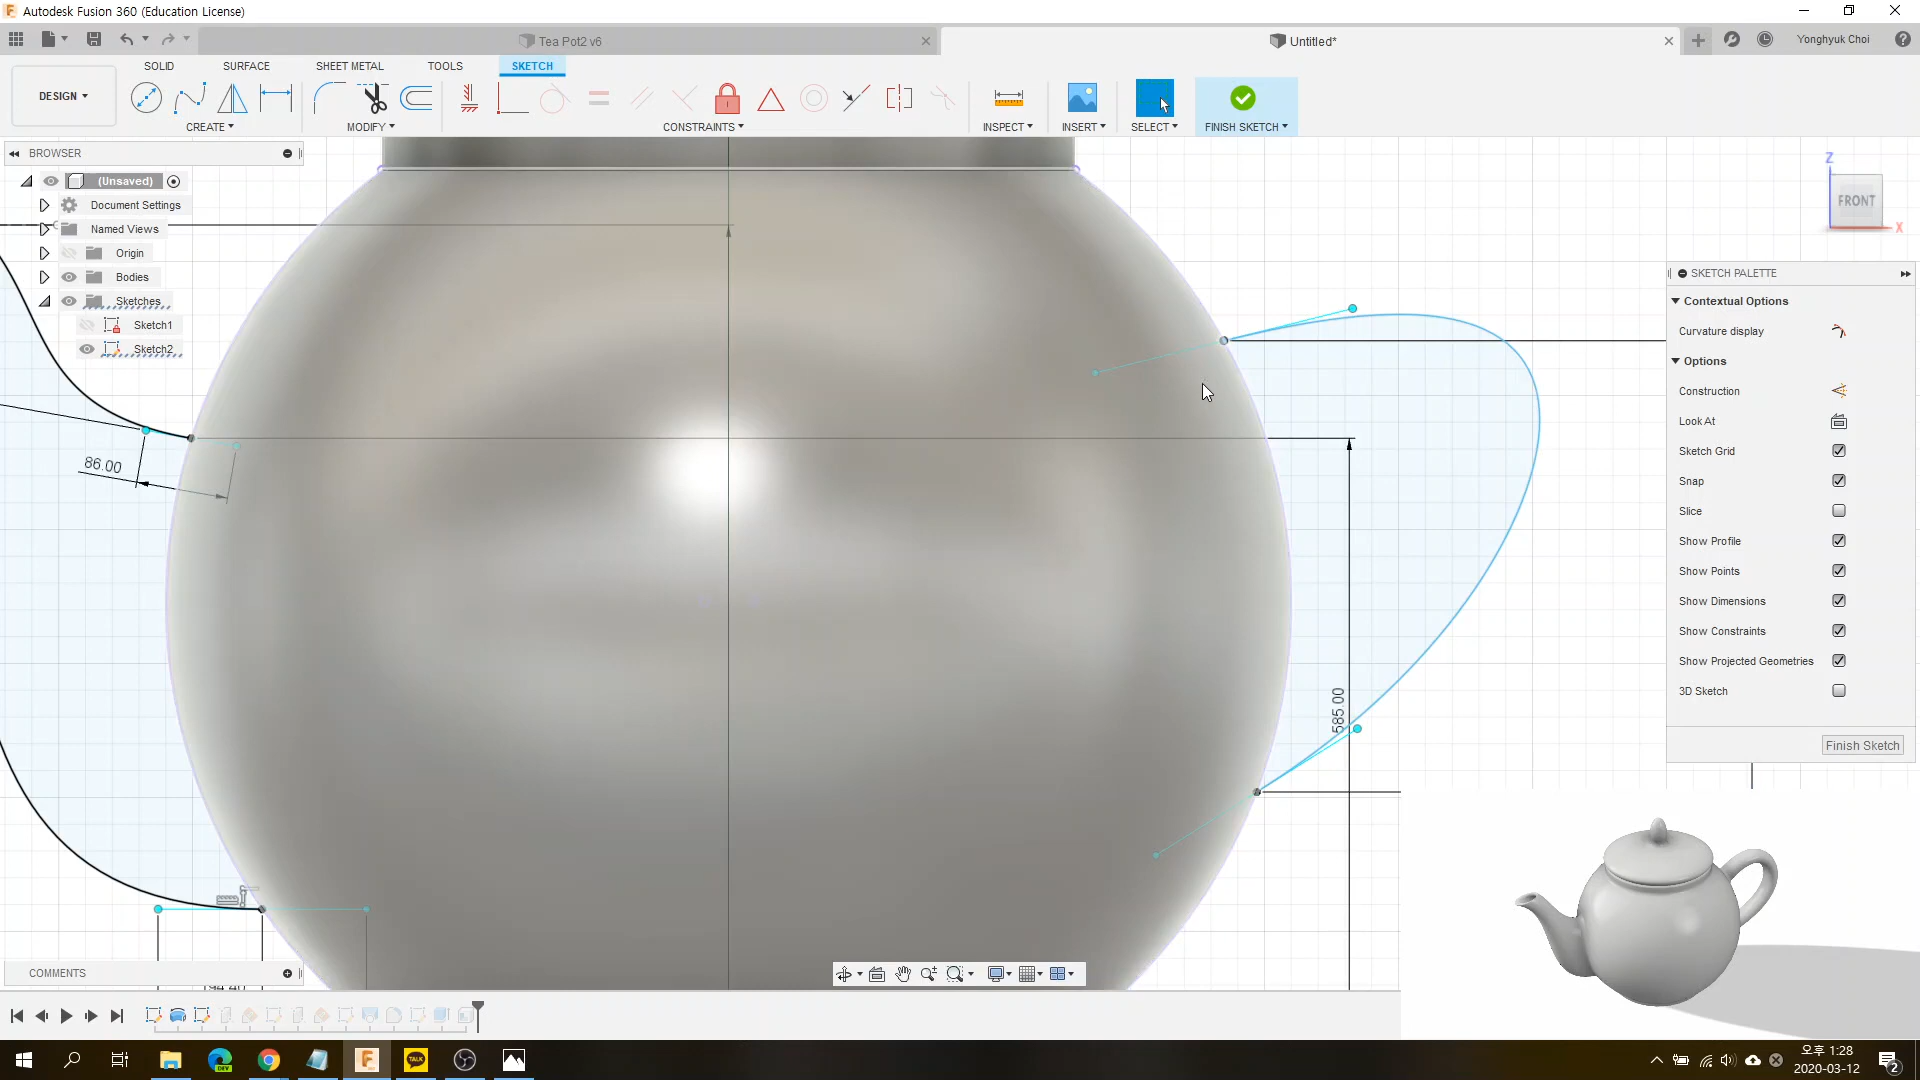 Autodesk Fusion 360 (Education License)
Tea Pot2 v6
Untitled*
Yonghyuk Choi
DESIGN
SOLID
SURFACE
SHEET METAL
TOOLS
SKETCH
CREATE
MODIFY
CONSTRAINTS
INSPECT
INSERT
SELECT
FINISH SKETCH
BROWSER
(Unsaved)
Document Settings
Named Views
Origin
Bodies
Sketches
Sketch1
Sketch2
86.00
585.00
Z
FRONT
X
SKETCH PALETTE
Contextual Options
Curvature display
Options
Construction
Look At
Sketch Grid
Snap
Slice
Show Profile
Show Points
Show Dimensions
Show Constraints
Show Projected Geometries
3D Sketch
Finish Sketch
COMMENTS
DEV
TALK
오후 1:28
2020-03-12
2